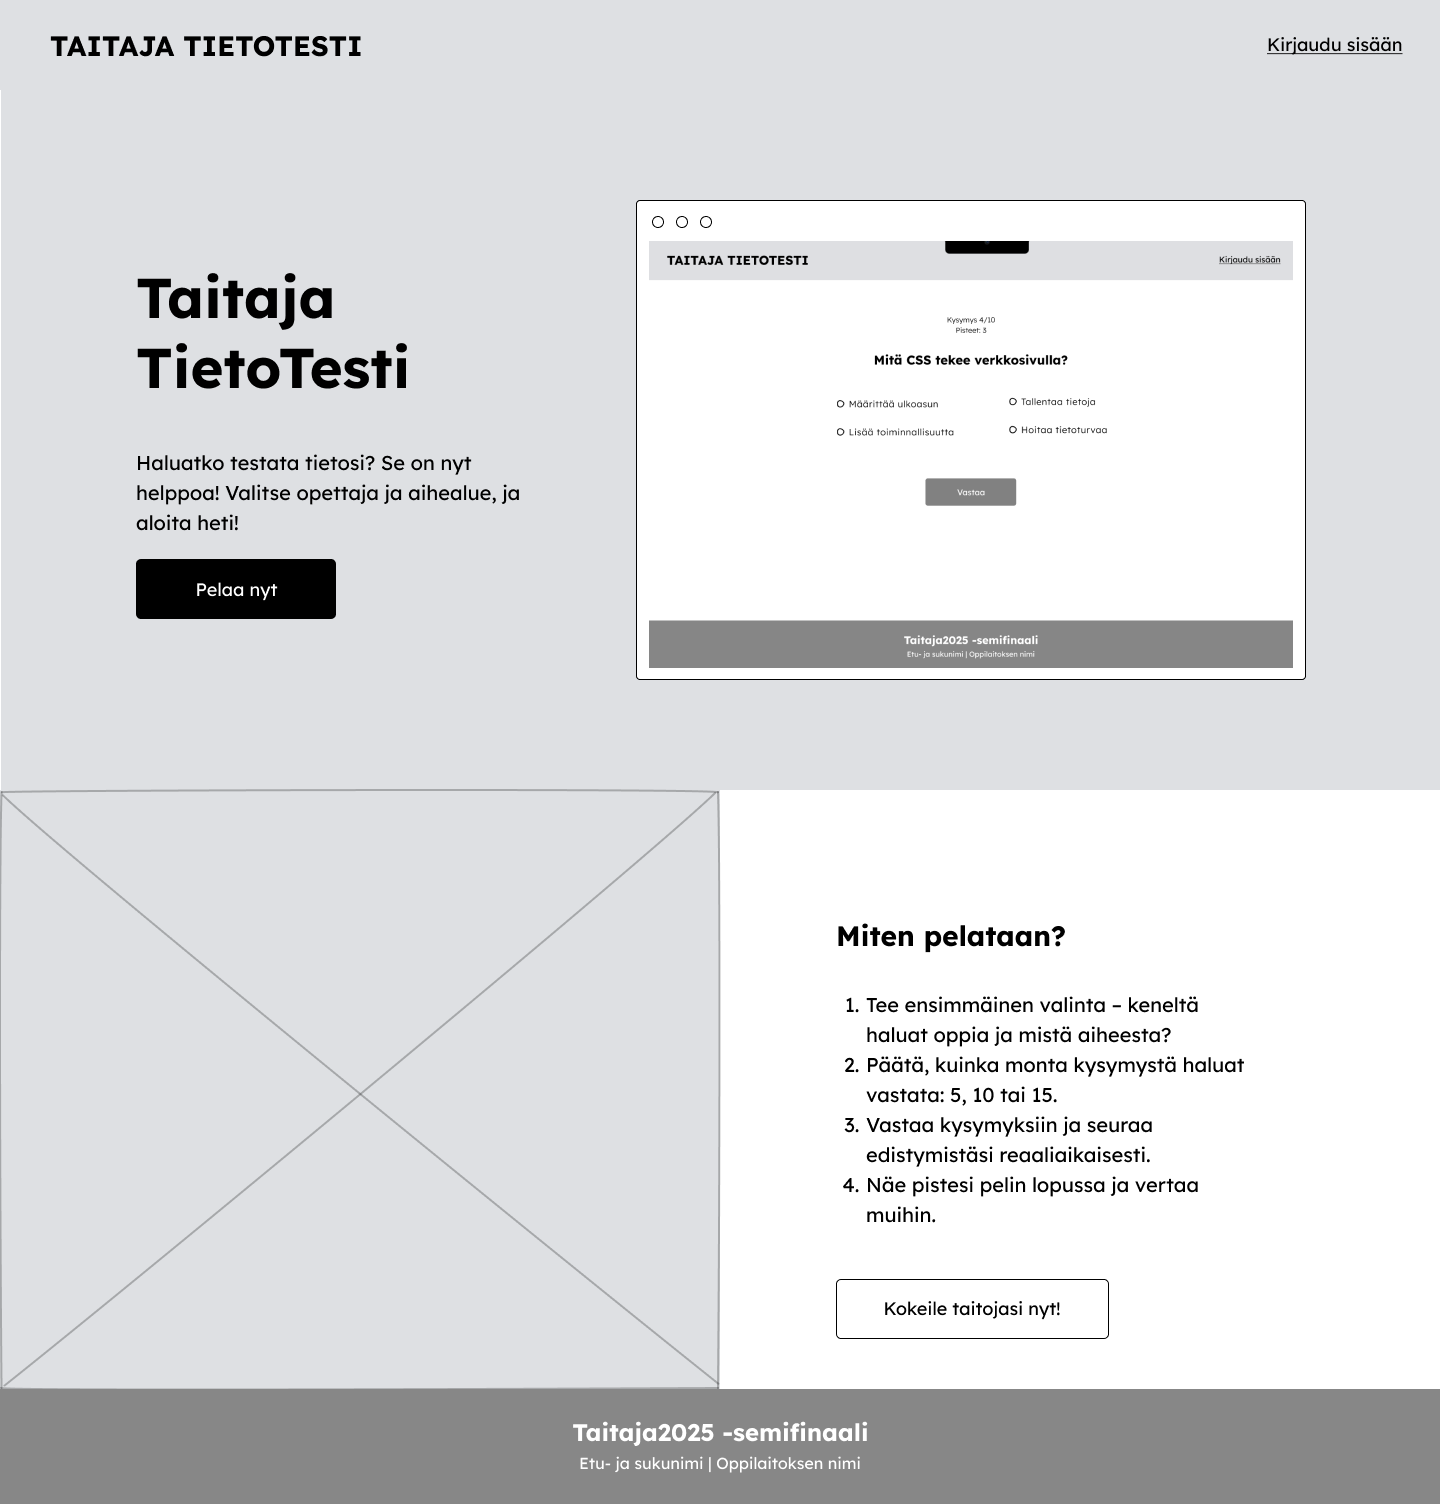 TAITAJA TIETOTESTI
Kirjaudu sisään
Taitaja
TietoTesti
Haluatko testata tietosi? Se on nyt
helppoa! Valitse opettaja ja aihealue, ja
aloita heti!
Pelaa nyt
TAITAJA TIETOTESTI
Kirjaudu sisään
Kysymys 4/10
Pisteet: 3
Mitä CSS tekee verkkosivulla?
Määrittää ulkoasun
Tallentaa tietoja
Lisää toiminnallisuutta
Hoitaa tietoturvaa
Vastaa
Taitaja2025 -semifinaali
Etu- ja sukunimi | Oppilaitoksen nimi
Miten pelataan?
1. Tee ensimmäinen valinta – keneltä
haluat oppia ja mistä aiheesta?
2. Päätä, kuinka monta kysymystä haluat
vastata: 5, 10 tai 15.
3. Vastaa kysymyksiin ja seuraa
edistymistäsi reaaliaikaisesti.
4. Näe pistesi pelin lopussa ja vertaa
muihin.
Kokeile taitojasi nyt!
Taitaja2025 -semifinaali
Etu- ja sukunimi | Oppilaitoksen nimi